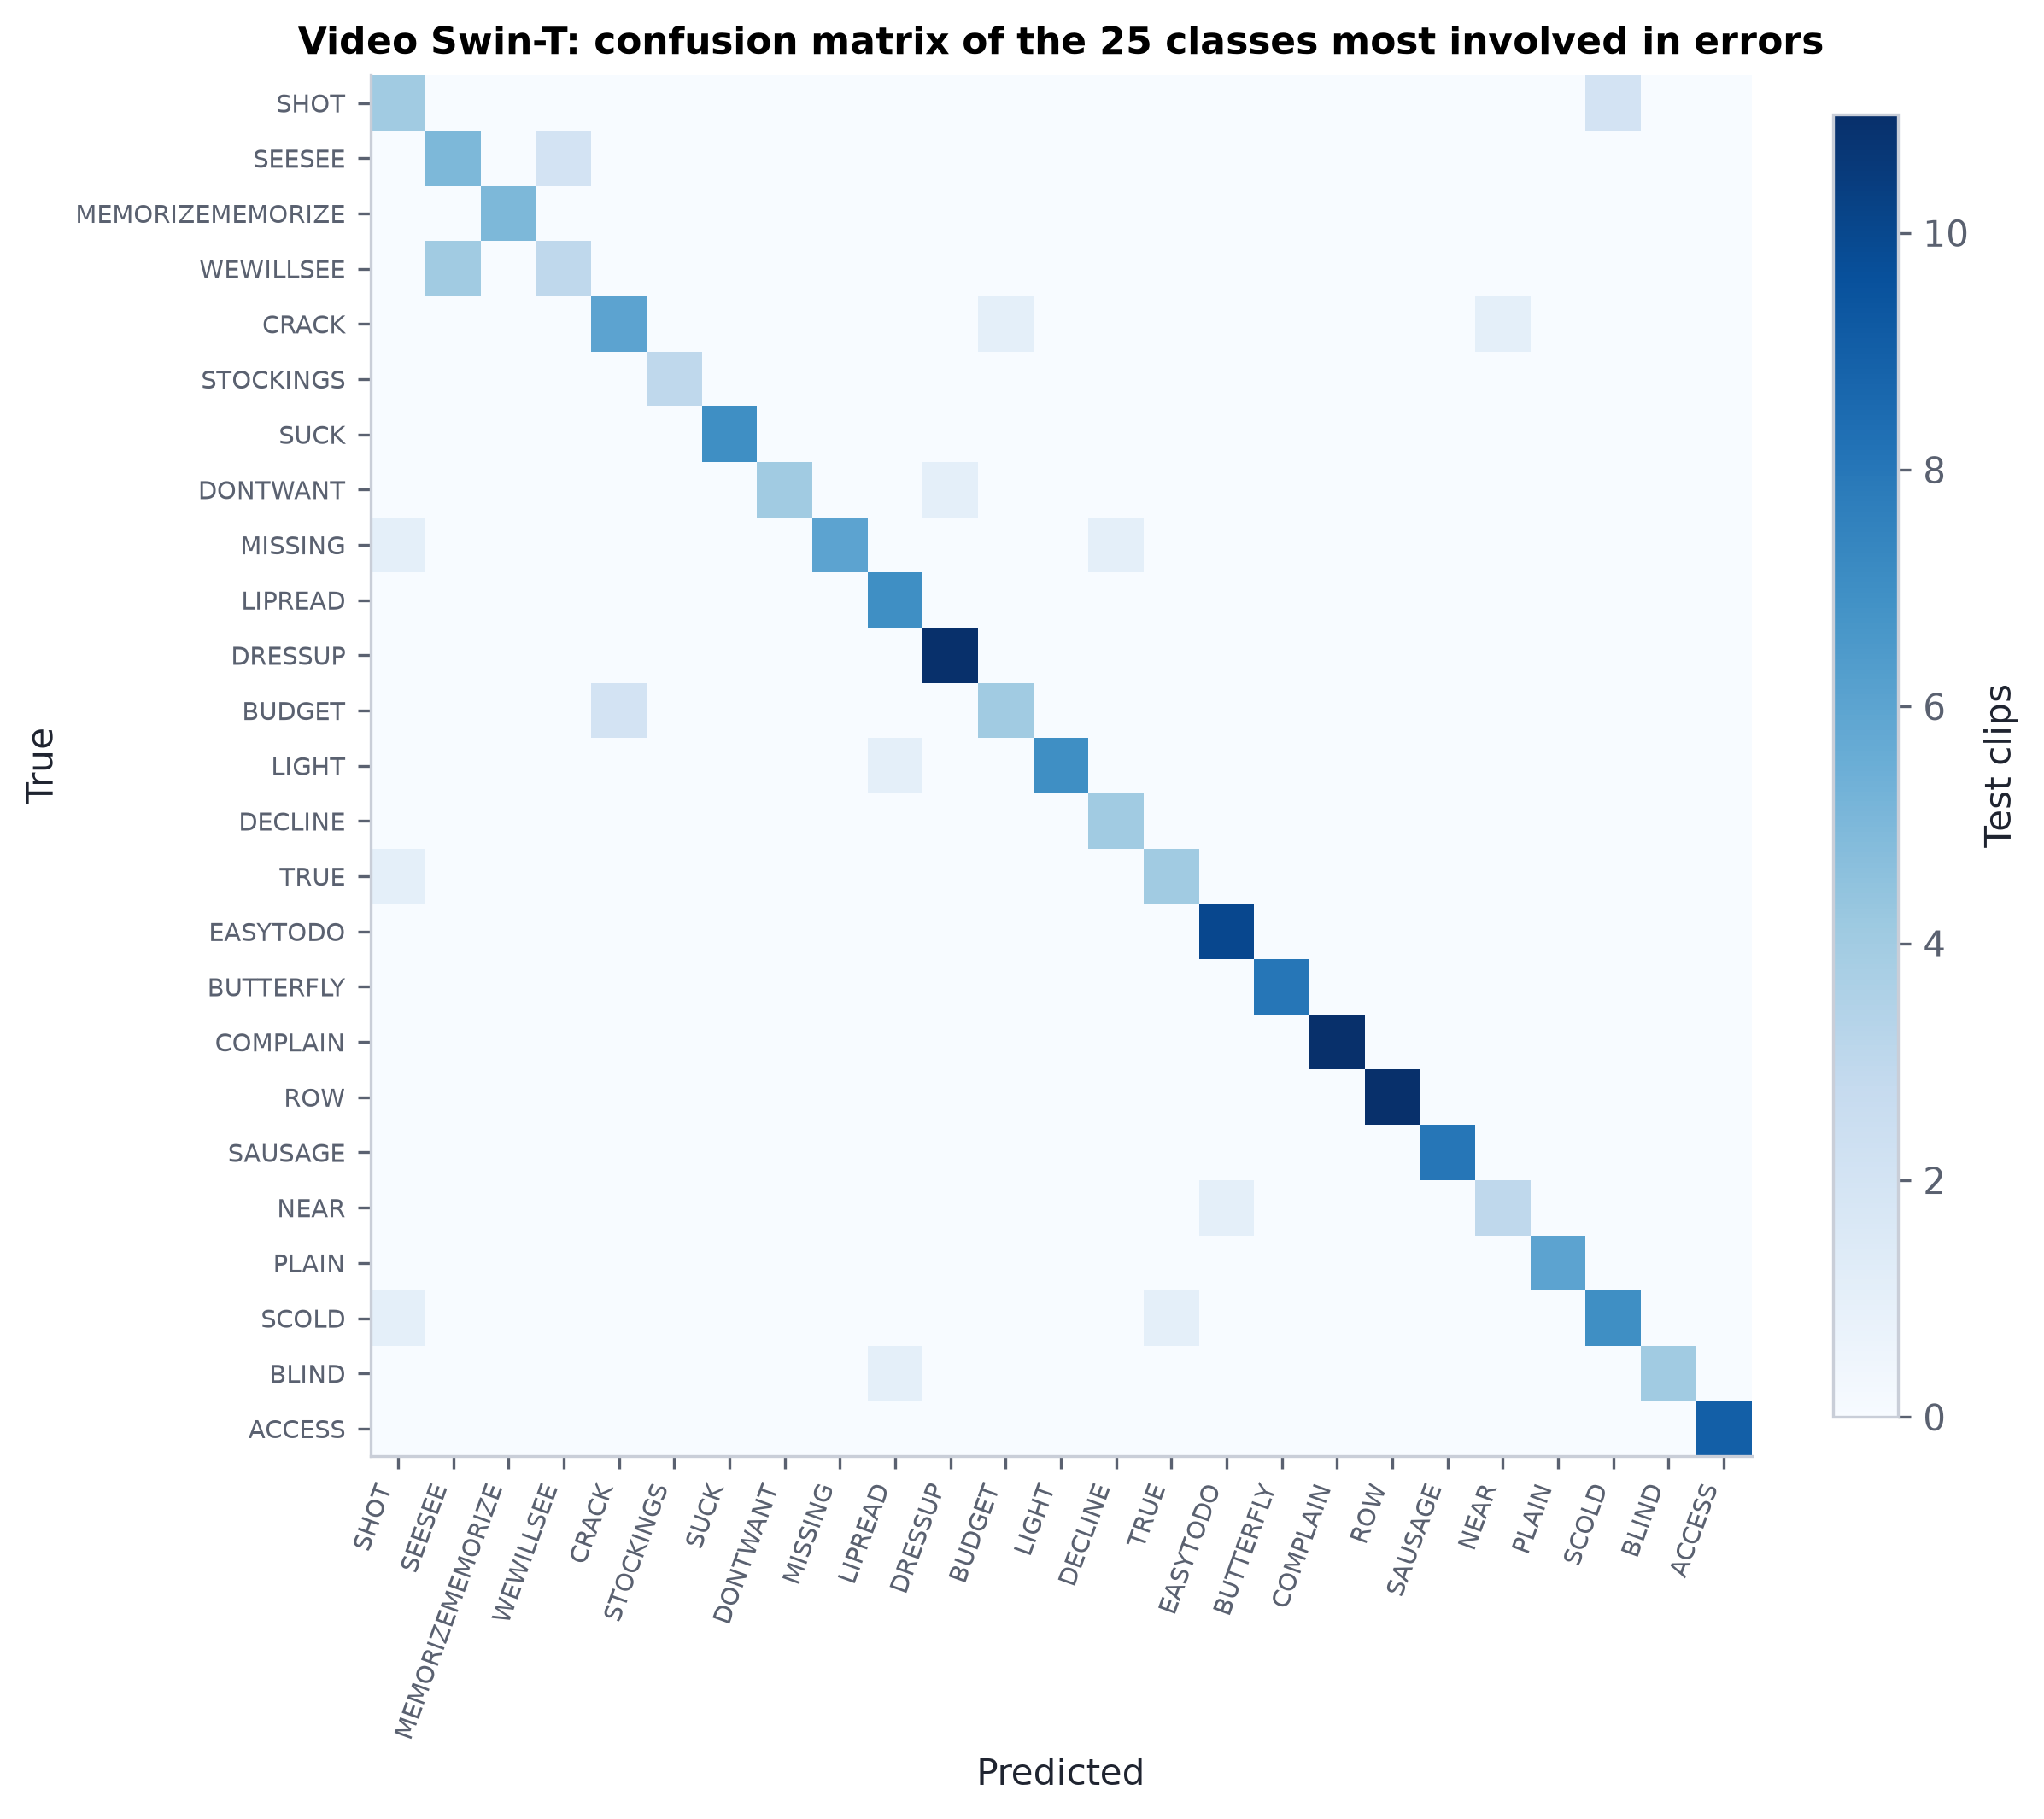 Video Swin-T: confusion matrix of the 25 classes most involved in errors
True
SHOT
SEESEE
MEMORIZEMEMORIZE
WEWILLSEE
CRACK
STOCKINGS
SUCK
DONTWANT
MISSING
LIPREAD
DRESSUP
BUDGET
LIGHT
DECLINE
TRUE
EASYTODO
BUTTERFLY
COMPLAIN
ROW
SAUSAGE
NEAR
PLAIN
SCOLD
BLIND
ACCESS
SHOT
SEESEE
MEMORIZEMEMORIZE
WEWILLSEE
CRACK
STOCKINGS
SUCK
DONTWANT
MISSING
LIPREAD
DRESSUP
BUDGET
LIGHT
DECLINE
TRUE
EASYTODO
BUTTERFLY
COMPLAIN
ROW
SAUSAGE
NEAR
PLAIN
SCOLD
BLIND
ACCESS
Predicted
10
8
6
4
2
0
Test clips